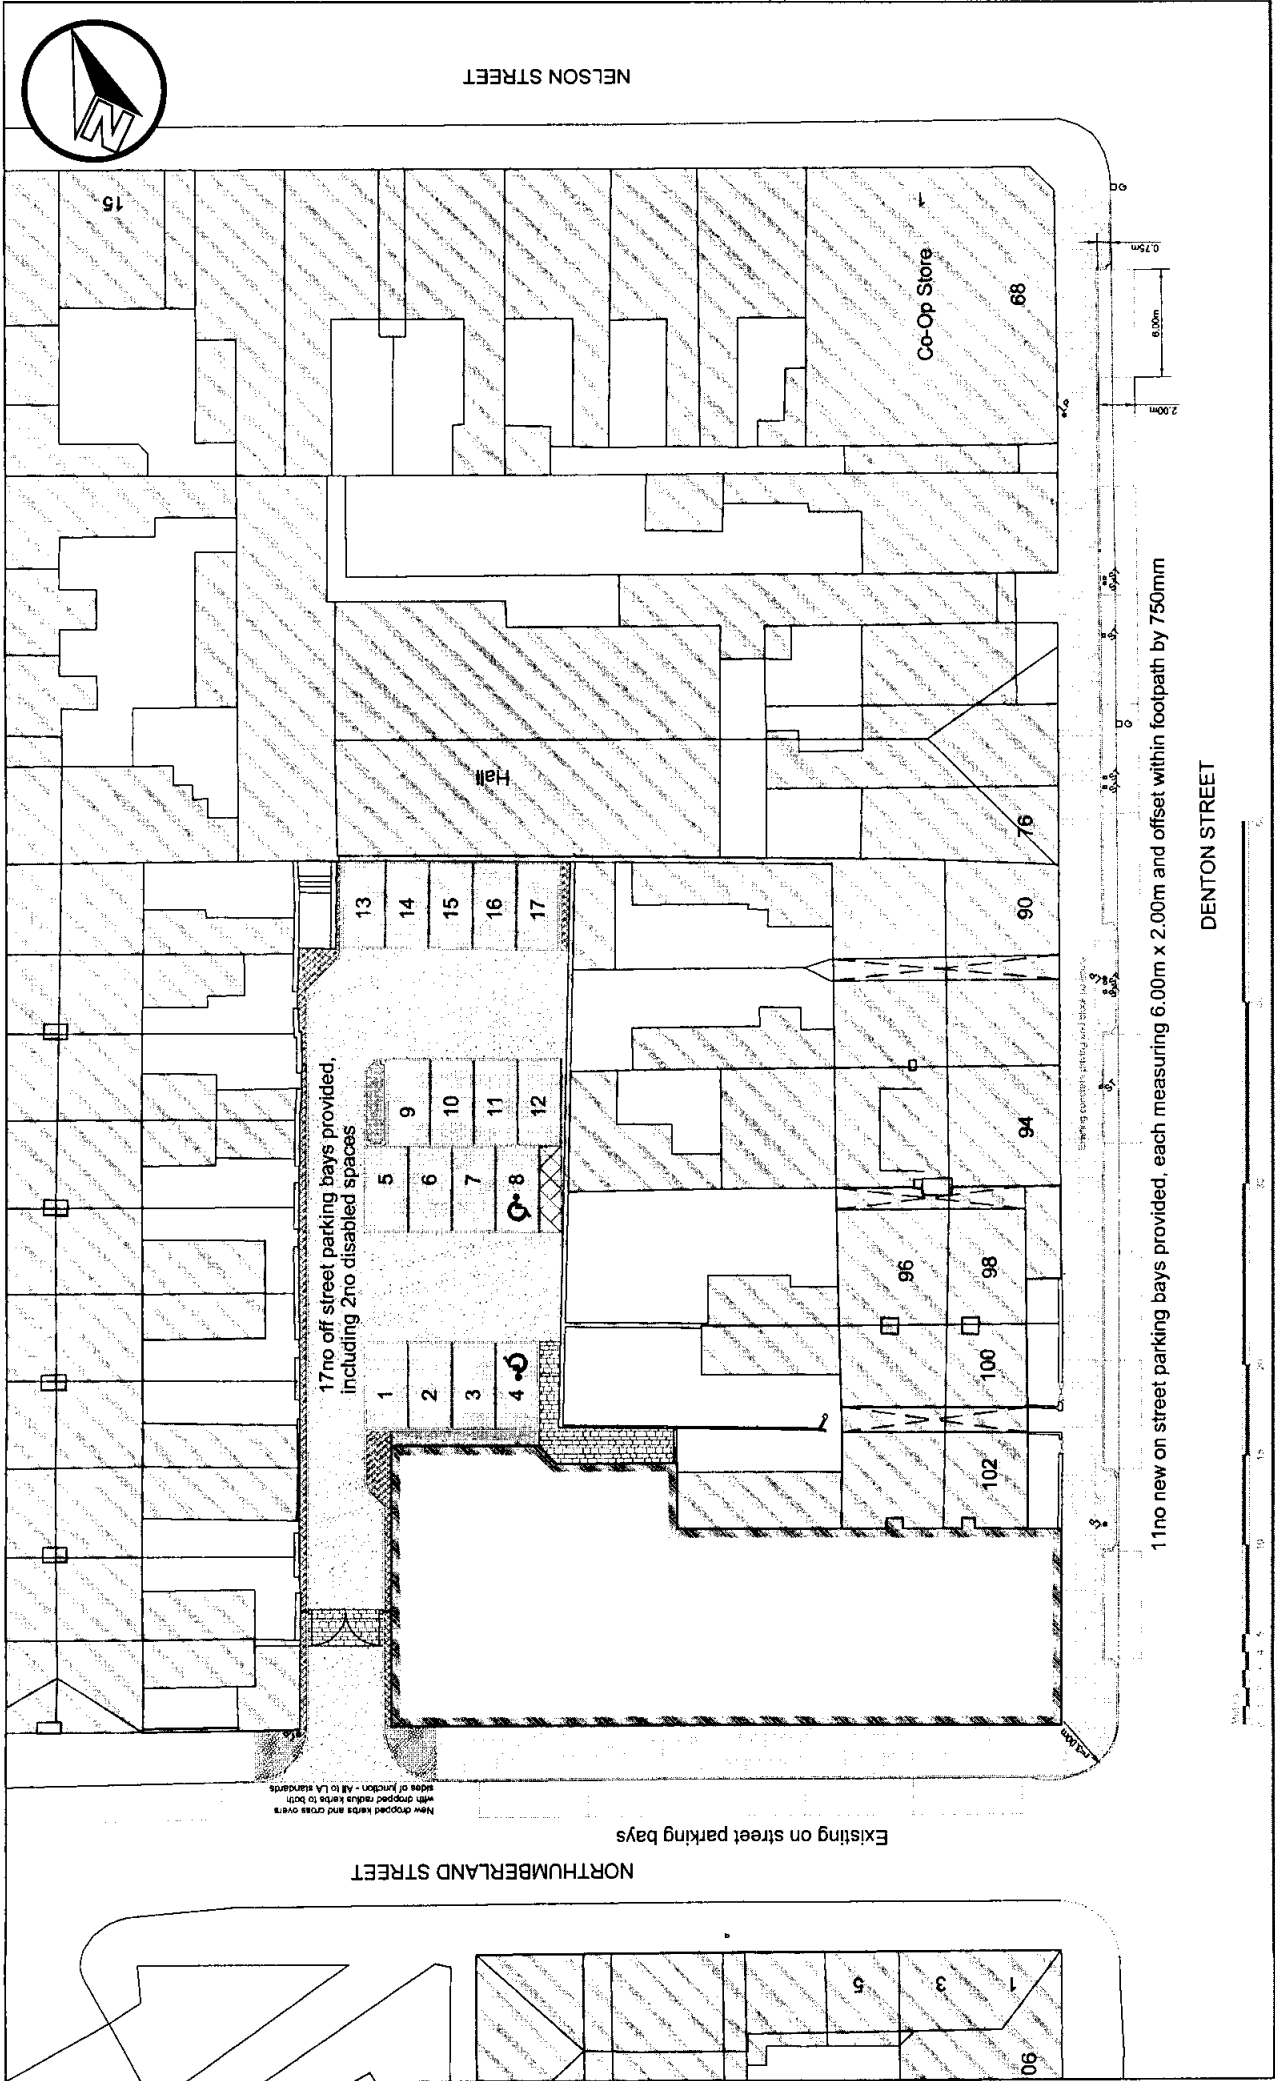 N
NELSON STREET
15
1
Co-Op Store
68
0.75m
6.00m
2.00m
Hall
76
90
94
96
98
100
102
13
14
15
16
17
9
10
11
12
5
6
7
8
1
2
3
4
17no off street parking bays provided,
including 2no disabled spaces
11no new on street parking bays provided, each measuring 6.00m x 2.00m and offset within footpath by 750mm
DENTON STREET
r=3.00m
New dropped kerbs and cross overs
with dropped radius kerbs to both
sides of junction - All to LA standards
Existing on street parking bays
NORTHUMBERLAND STREET
5
3
1
06